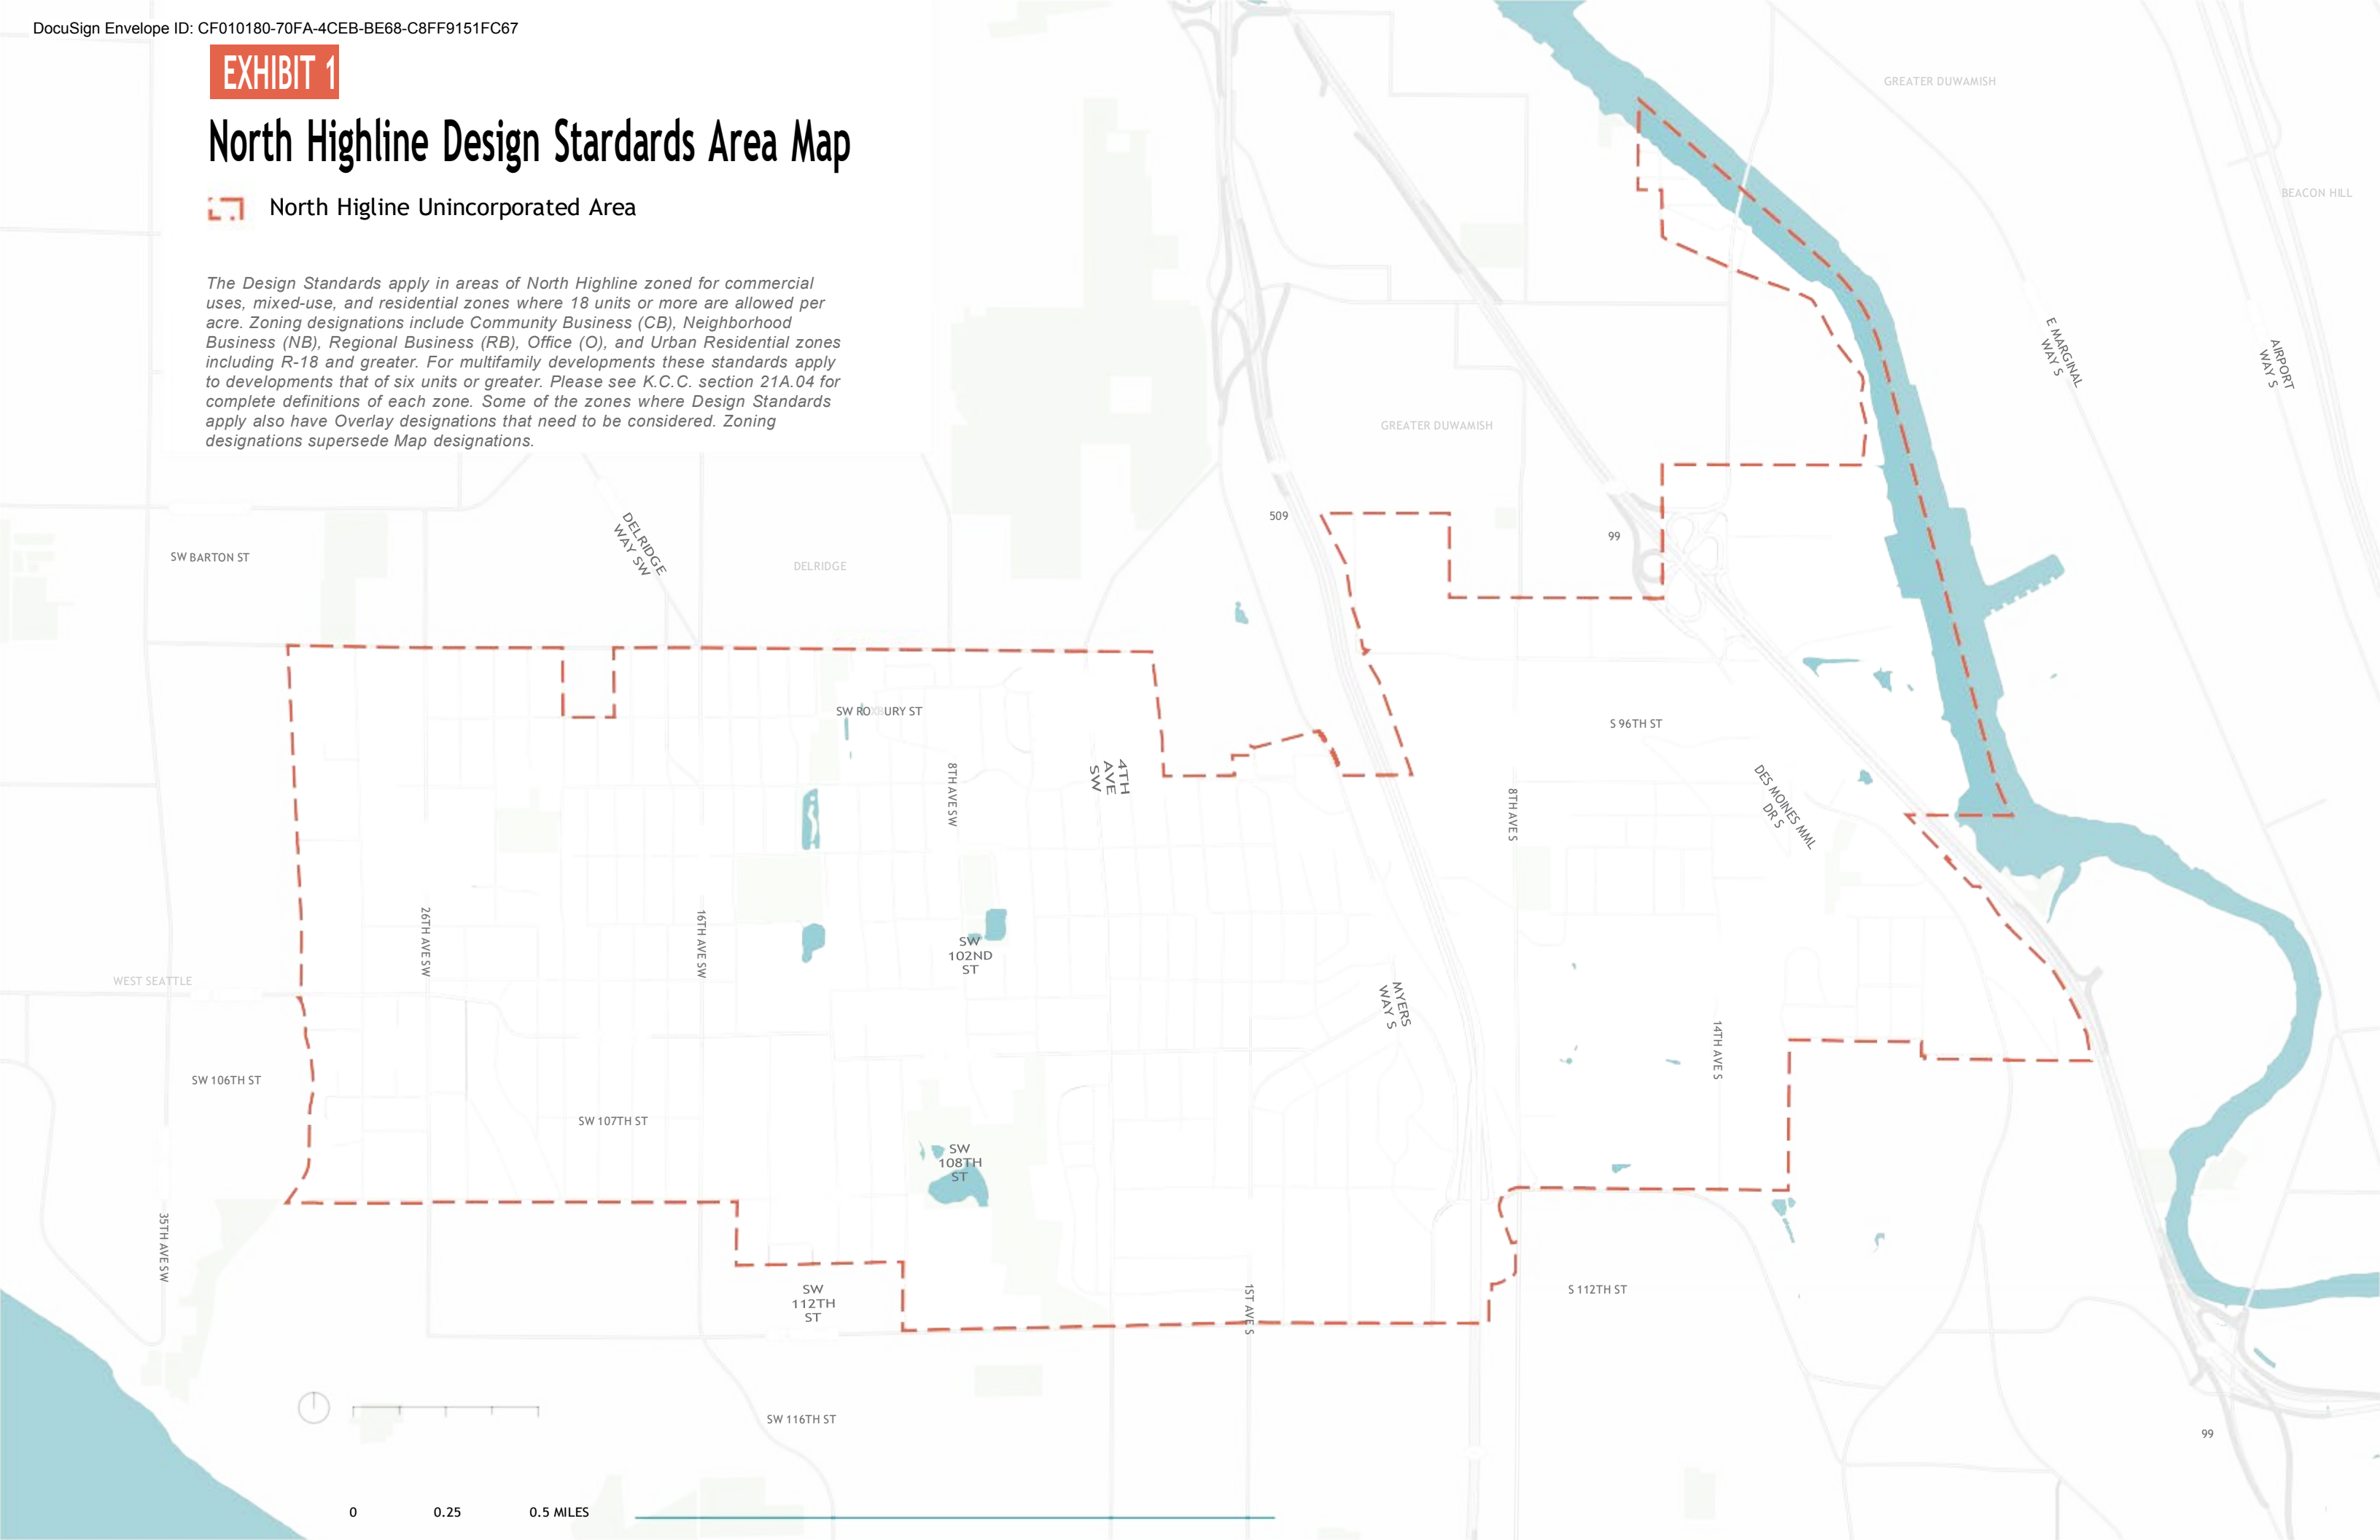 DocuSign Envelope ID: CF010180-70FA-4CEB-BE68-C8FF9151FC67
EXHIBIT 1
North Highline Design Stardards Area Map
North Higline Unincorporated Area
The Design Standards apply in areas of North Highline zoned for commercial
uses, mixed-use, and residential zones where 18 units or more are allowed per
acre. Zoning designations include Community Business (CB), Neighborhood
Business (NB), Regional Business (RB), Office (O), and Urban Residential zones
including R-18 and greater. For multifamily developments these standards apply
to developments that of six units or greater. Please see K.C.C. section 21A.04 for
complete definitions of each zone. Some of the zones where Design Standards
apply also have Overlay designations that need to be considered. Zoning
designations supersede Map designations.
GREATER DUWAMISH
BEACON HILL
E MARGINAL
WAY S
AIRPORT
WAY S
GREATER DUWAMISH
509
99
SW BARTON ST
DELRIDGE
WAY SW
DELRIDGE
SW ROXBURY ST
S 96TH ST
4TH
AVE
SW
8TH AVE SW
8TH AVE S
DES MOINES MML
DR S
26TH AVE SW
16TH AVE SW
SW
102ND
ST
WEST SEATTLE
MYERS
WAY S
14TH AVE S
SW 106TH ST
SW 107TH ST
SW
108TH
ST
35TH AVE SW
SW
112TH
ST
1ST AVE S
S 112TH ST
SW 116TH ST
99
0
0.25
0.5 MILES